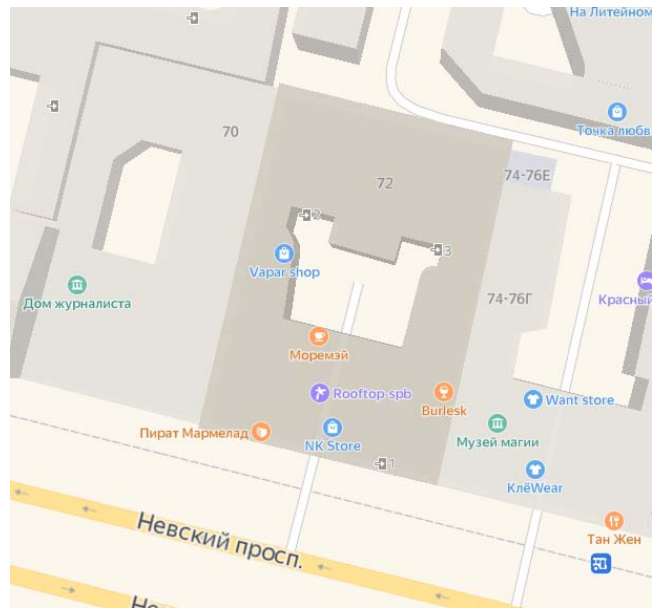 На Литейном
Точка любв
70
72
74-76Е
2
3
Vapar shop
74-76Г
Красный
Дом журналиста
Моремэй
Rooftop-spb
Burlesk
Want store
Пират Мармелад
NK Store
Музей магии
1
КлёWear
Невский просп.
Тан Жен
Не